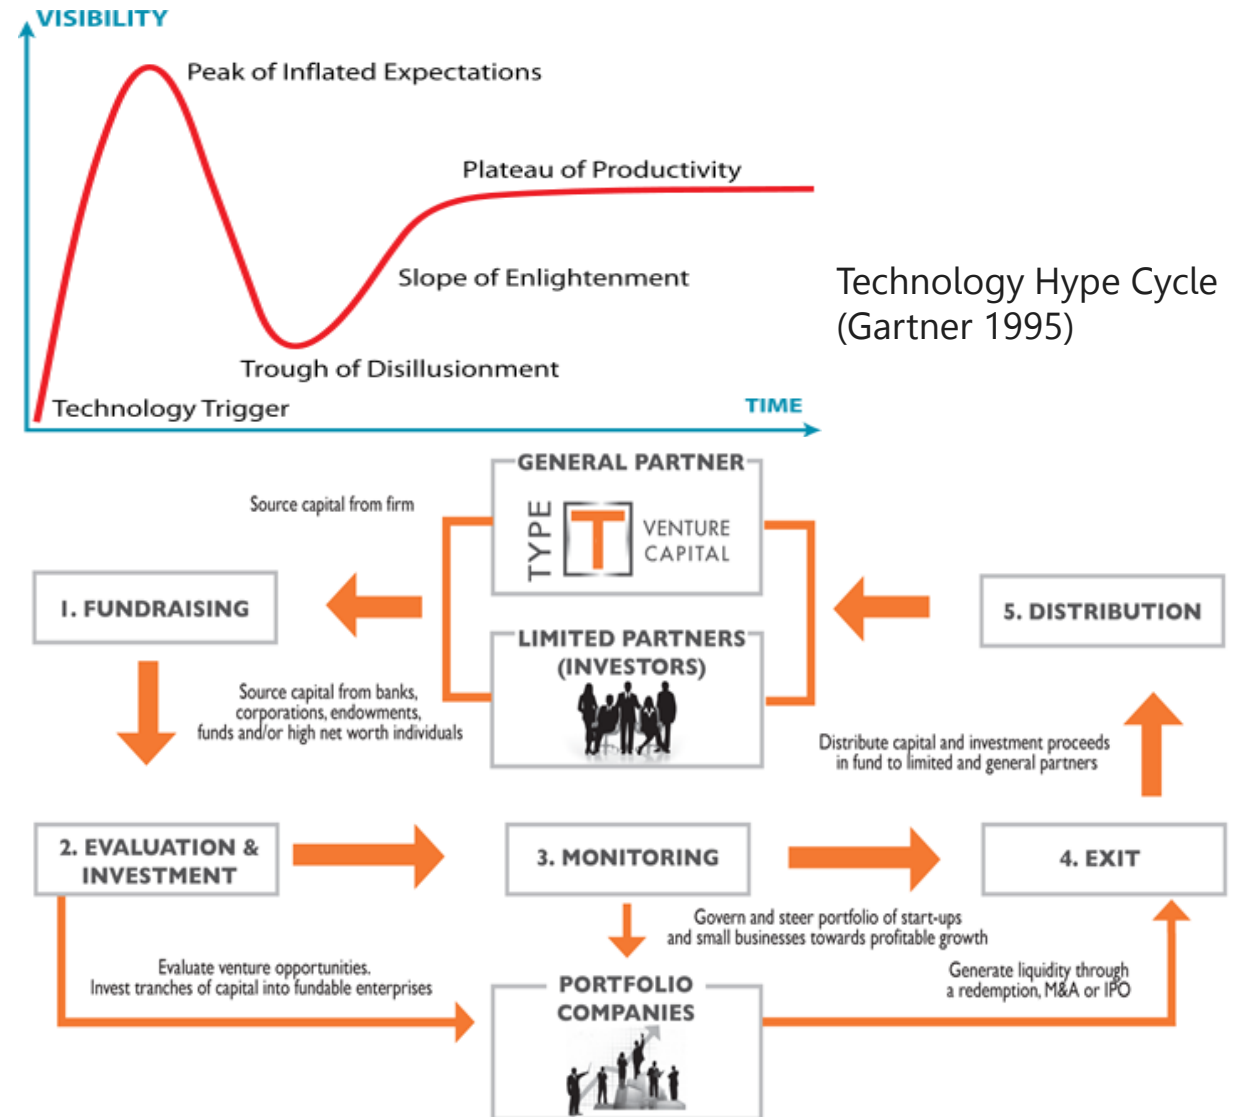 VISIBILITY
Peak of Inflated Expectations
Plateau of Productivity
Slope of Enlightenment
Technology Hype Cycle
(Gartner 1995)
Trough of Disillusionment
Technology Trigger
TIME
GENERAL PARTNER
Source capital from firm
TYPE
T
VENTURE
CAPITAL
1. FUNDRAISING
5. DISTRIBUTION
LIMITED PARTNERS
(INVESTORS)
Source capital from banks,
corporations, endowments,
funds and/or high net worth individuals
Distribute capital and investment proceeds
in fund to limited and general partners
2. EVALUATION &
INVESTMENT
3. MONITORING
4. EXIT
Govern and steer portfolio of start-ups
and small businesses towards profitable growth
Evaluate venture opportunities.
Invest tranches of capital into fundable enterprises
Generate liquidity through
a redemption, M&A or IPO
PORTFOLIO
COMPANIES